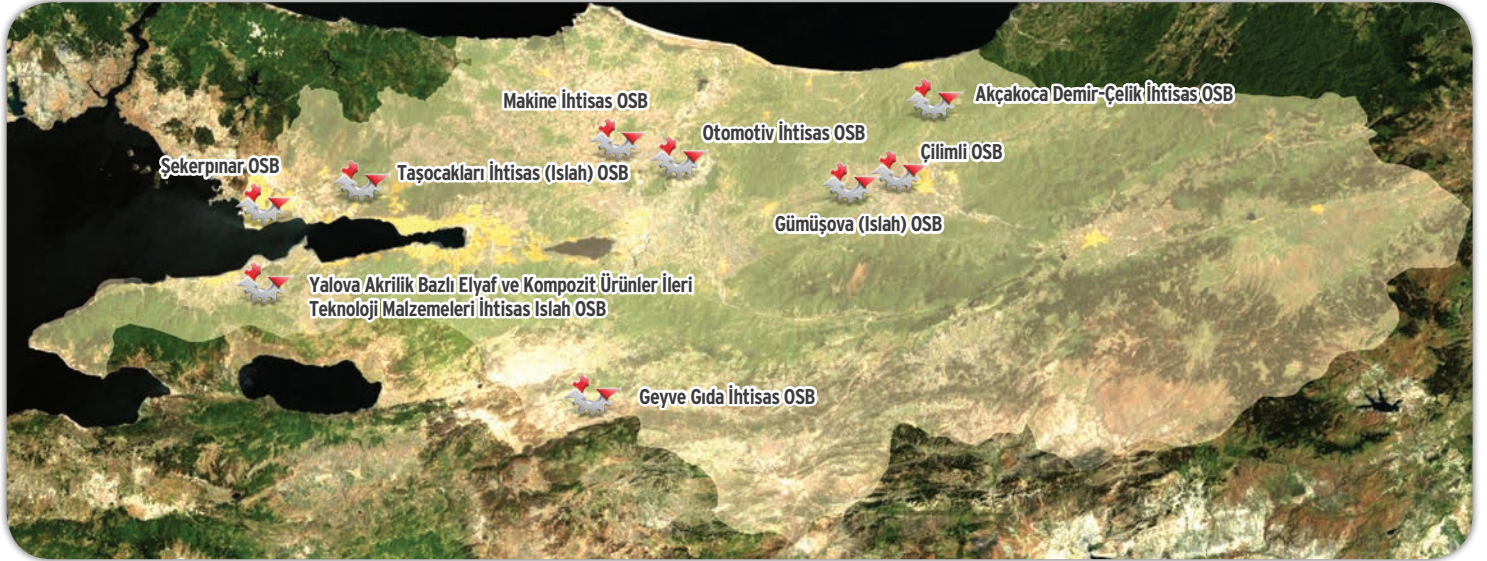 Akçakoca Demir-Çelik İhtisas OSB
Makine İhtisas OSB
Otomotiv İhtisas OSB
Çilimli OSB
Şekerpınar OSB
Taşocakları İhtisas (Islah) OSB
Gümüşova (Islah) OSB
Yalova Akrilik Bazlı Elyaf ve Kompozit Ürünler İleri
Teknoloji Malzemeleri İhtisas Islah OSB
Geyve Gıda İhtisas OSB